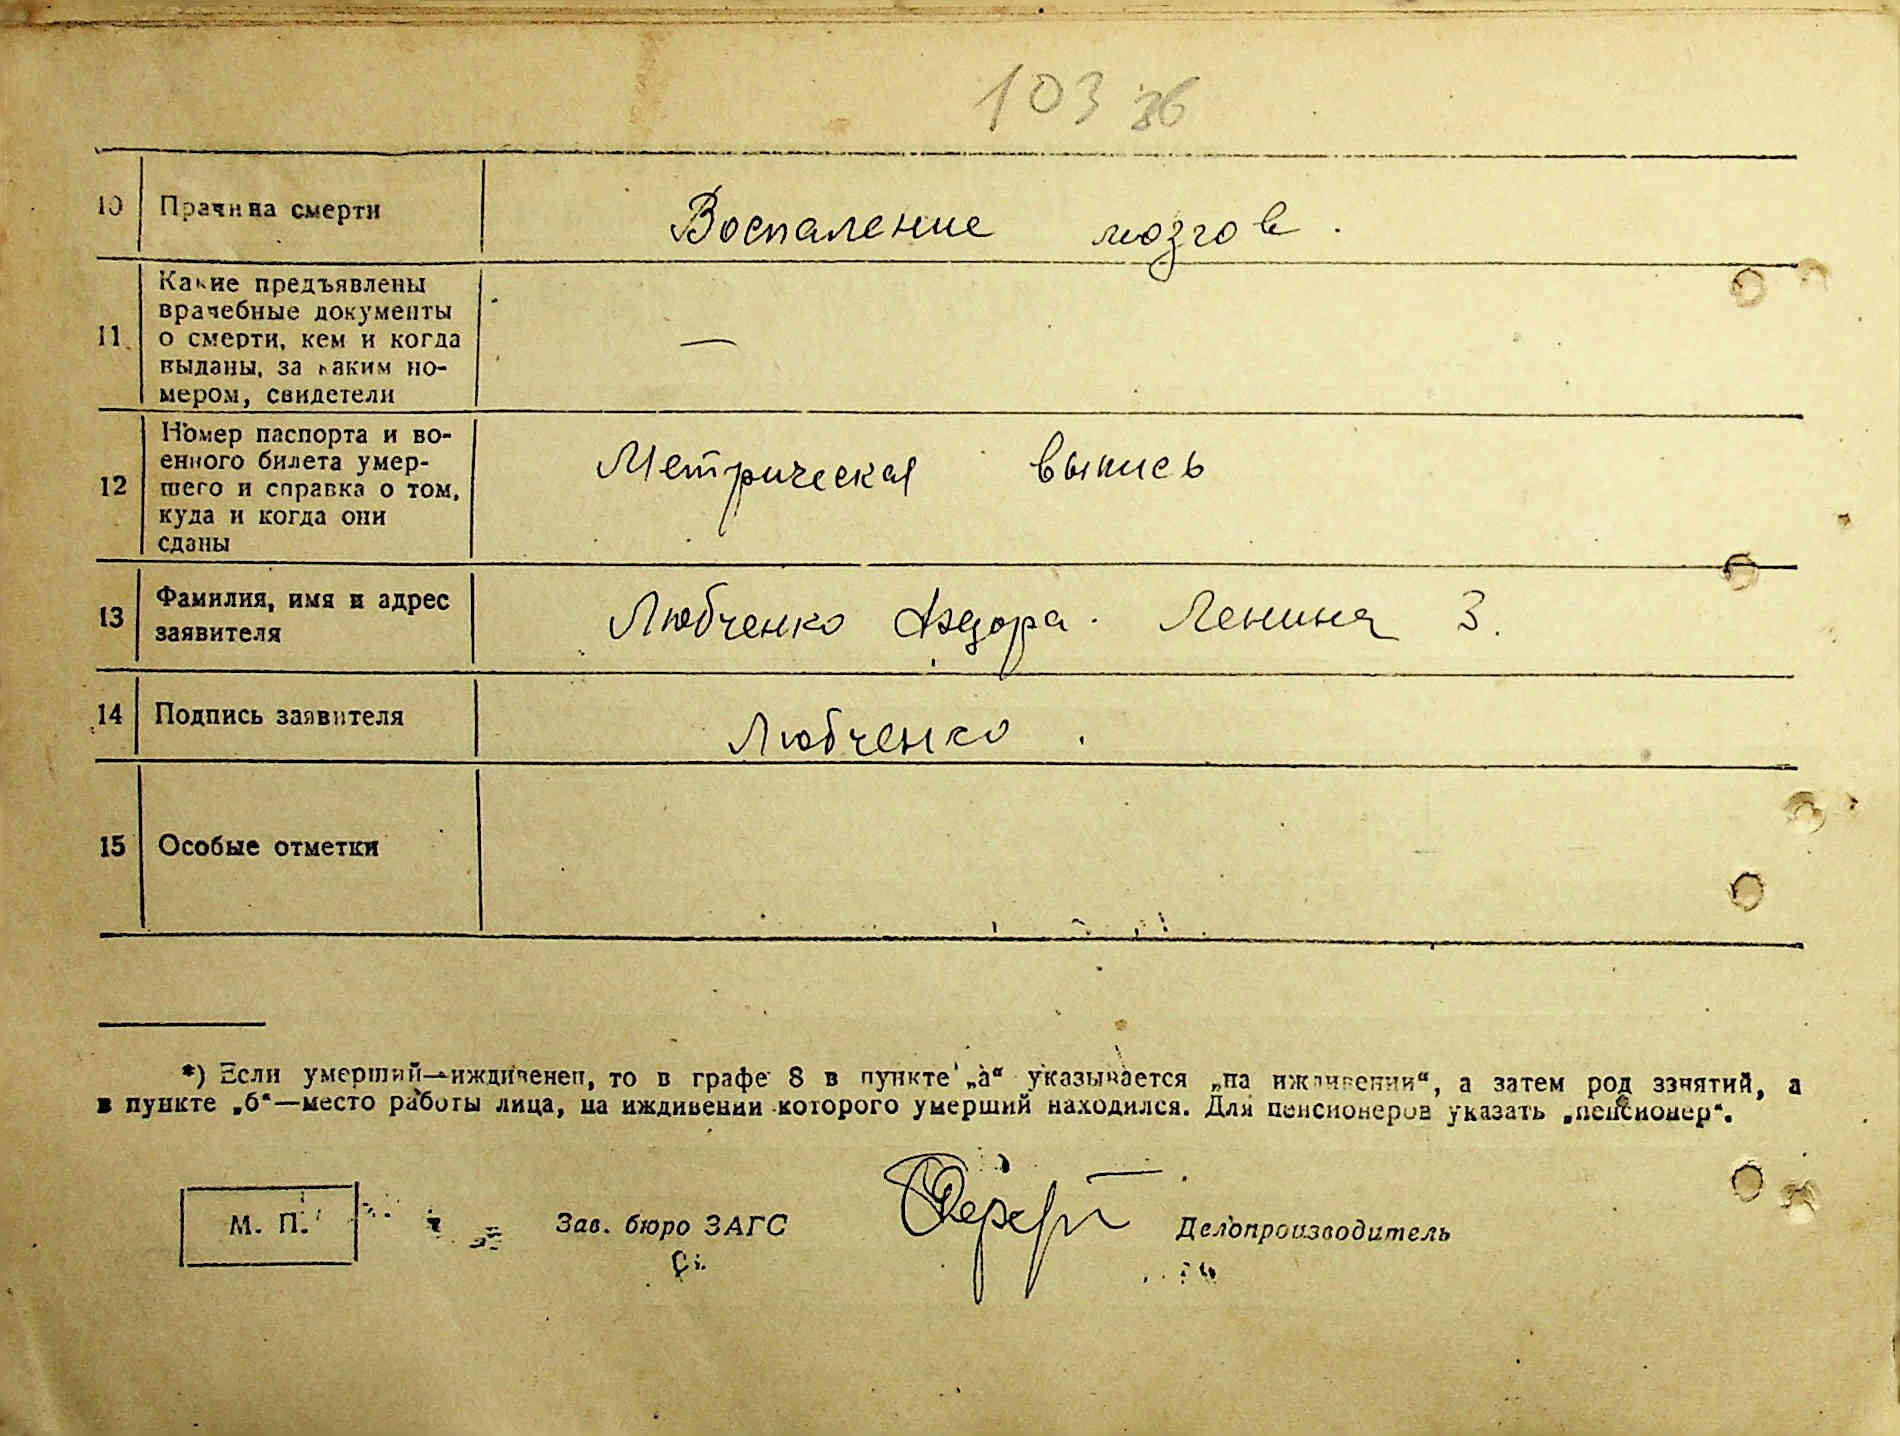 103 зв
10 Причина смерти Воспаление мозгов.
11. Какие предъявлены
врачебные документы
о смерти, кем и когда
выданы, за каким но-
мером, свидетели —
12 Номер паспорта и во-
енного билета умер-
шего и справка о том,
куда и когда они
сданы Метрическая выпись
13 Фамилия, имя и адрес
заявителя Любченко Ленина 3.
14 Подпись заявителя Любченко.
15 Особые отметки
*) Если умерший—иждивенец, то в графе 8 в пункте „а“ указывается „на иждивении“, а затем род занятий, а
в пункте „б“—место работы лица, на иждивении которого умерший находился. Для пенсионеров указать „пенсионер“.
М. П. Зав. бюро ЗАГС Делопроизводитель